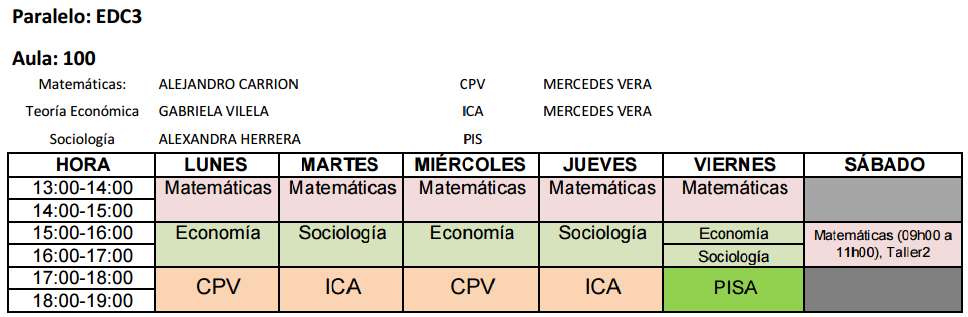 Paralelo: EDC3
Aula: 100
Matemáticas: ALEJANDRO CARRION CPV MERCEDES VERA
Teoría Económica GABRIELA VILELA ICA MERCEDES VERA
Sociología ALEXANDRA HERRERA PIS
HORA LUNES MARTES MIÉRCOLES JUEVES VIERNES SÁBADO
13:00-14:00 Matemáticas Matemáticas Matemáticas Matemáticas Matemáticas
14:00-15:00
15:00-16:00 Economía Sociología Economía Sociología Economía Matemáticas (09h00 a
16:00-17:00 Sociología 11h00), Taller2
17:00-18:00 CPV ICA CPV ICA PISA
18:00-19:00